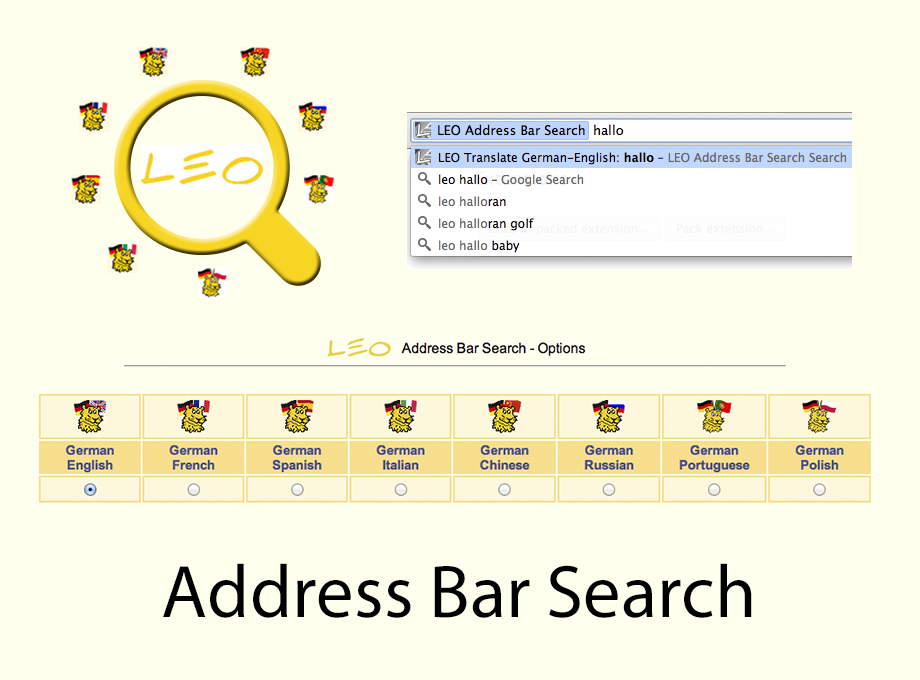 LEO
LEO Address Bar Search hallo
LEO Translate German-English: hallo - LEO Address Bar Search Search
leo hallo - Google Search
leo halloran
leo halloran golf
leo hallo baby
packed extension...
Pack extension...
LEO Address Bar Search - Options
German English
German French
German Spanish
German Italian
German Chinese
German Russian
German Portuguese
German Polish
Address Bar Search